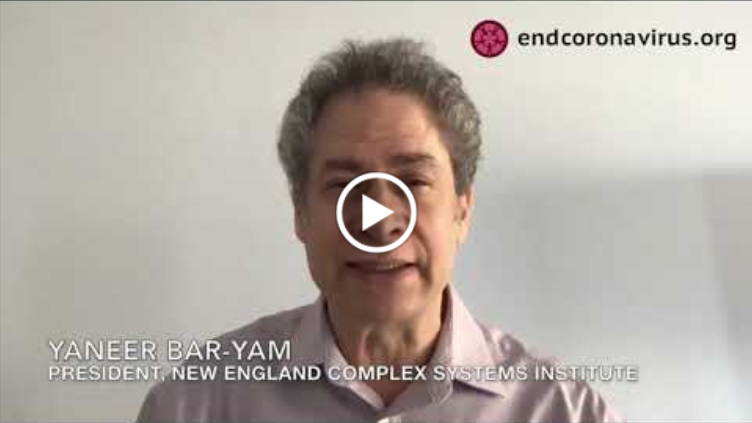 endcoronavirus.org
YANEER BAR-YAM
PRESIDENT, NEW ENGLAND COMPLEX SYSTEMS INSTITUTE